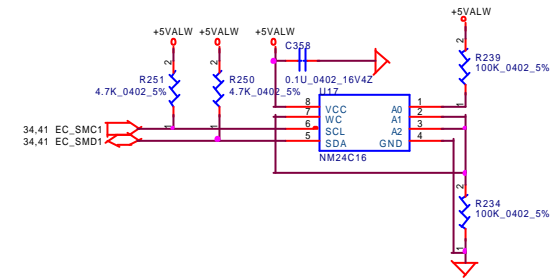 +5VALW
+5VALW
+5VALW
+5VALW
C358
0.1U_0402_16V4Z
2
R251
4.7K_0402_5%
1
2
R250
4.7K_0402_5%
1
2
R239
100K_0402_5%
1
U17
8 VCC A0 1
7 WC A1 2
6 SCL A2 3
5 SDA GND 4
NM24C16
34,41 EC_SMC1
34,41 EC_SMD1
2
R234
100K_0402_5%
1